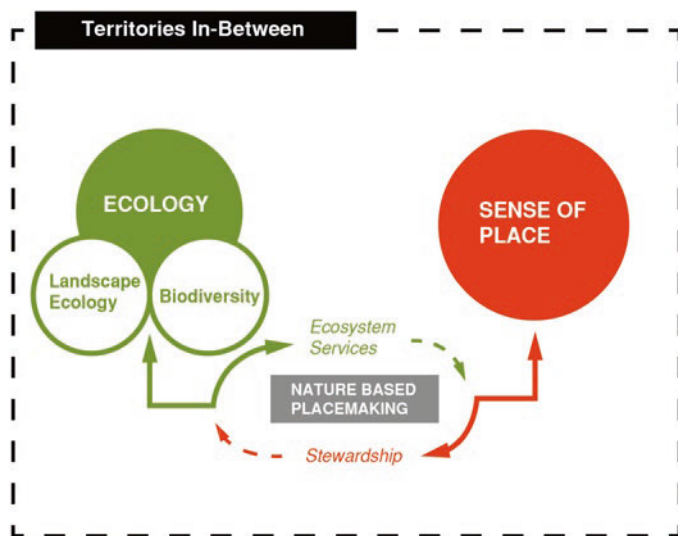 Territories In-Between
ECOLOGY
Landscape
Ecology
Biodiversity
SENSE OF
PLACE
Ecosystem
Services
NATURE BASED
PLACEMAKING
Stewardship